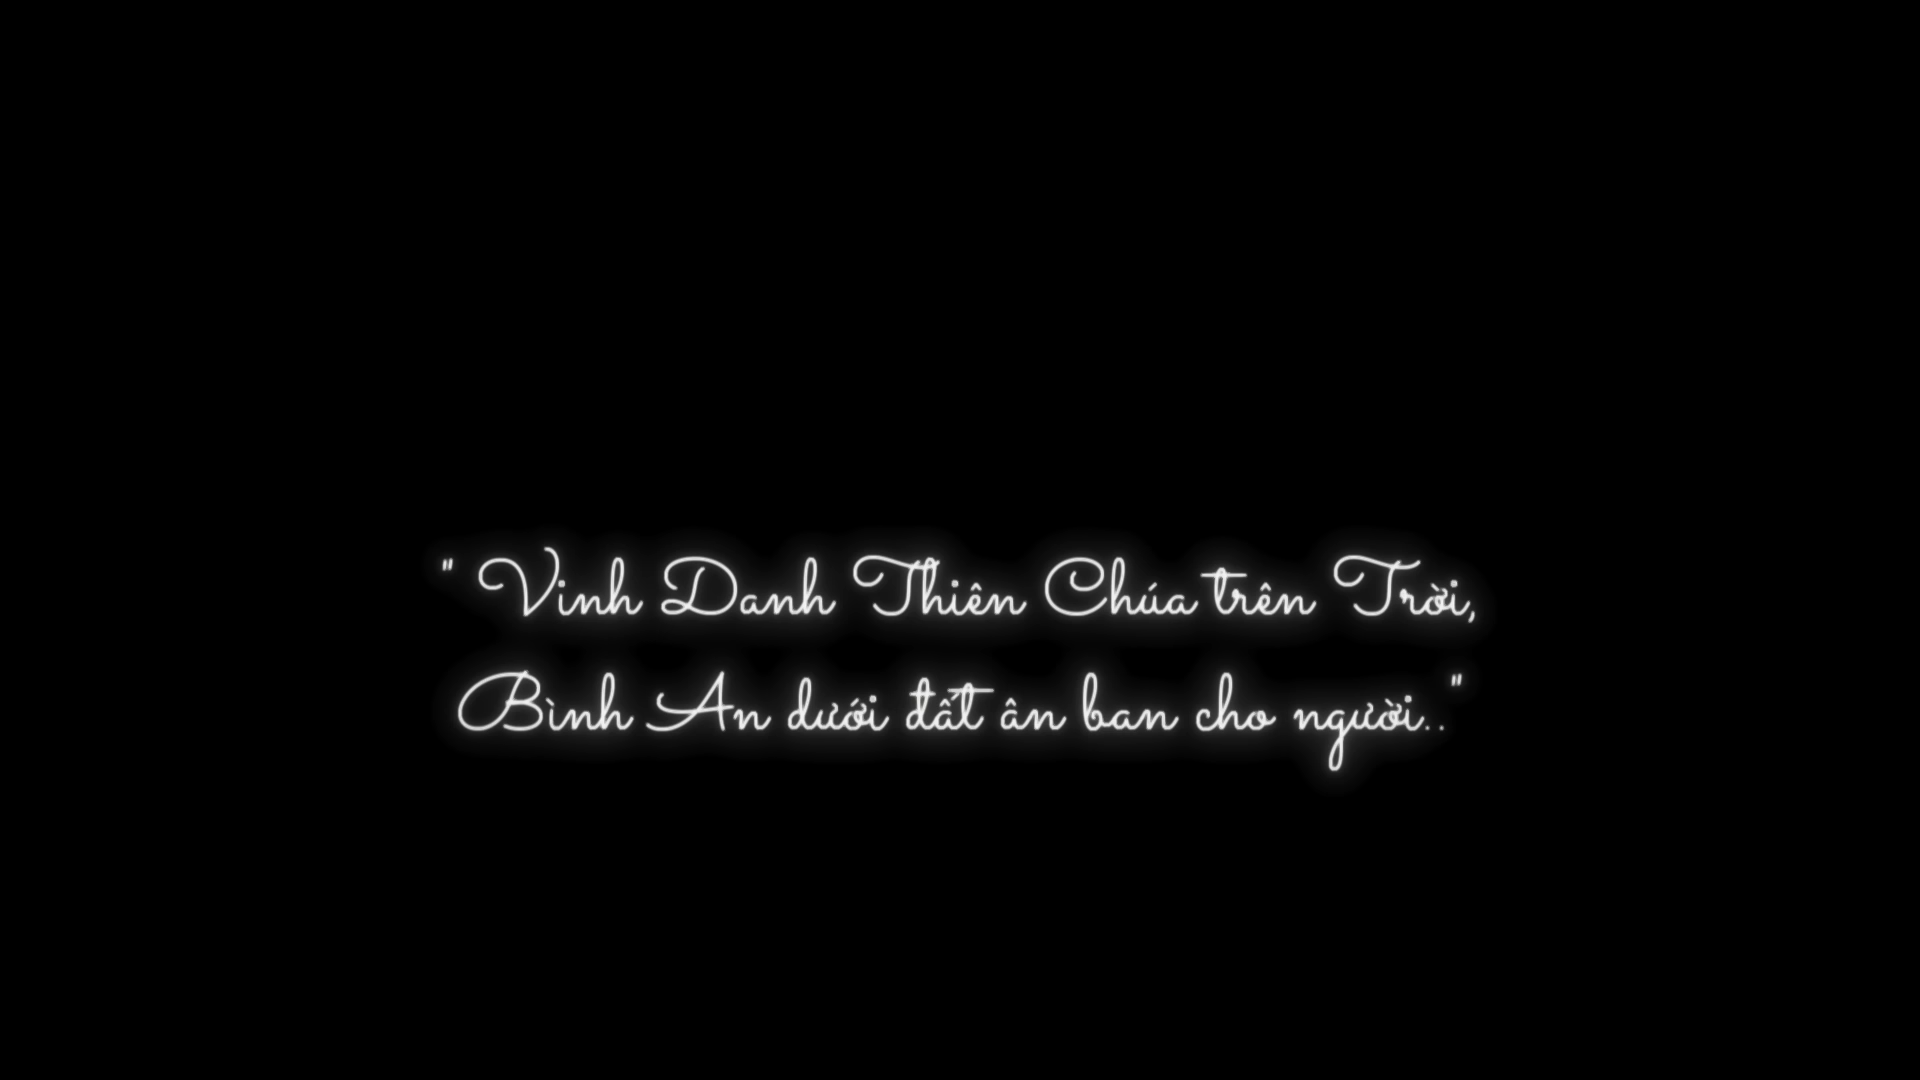 " Vinh Danh Thiên Chúa trên Trời,
Bình An dưới đất ân ban cho người.."